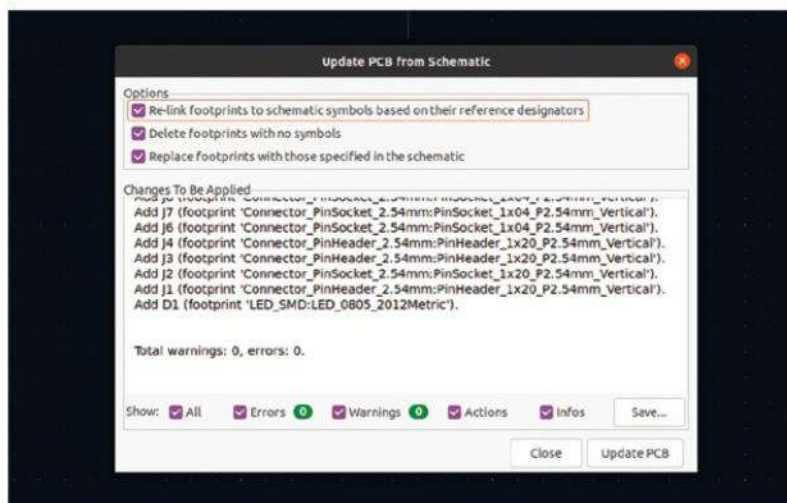 Update PCB from Schematic
Options
Re-link footprints to schematic symbols based on their reference designators
Delete footprints with no symbols
Replace footprints with those specified in the schematic
Changes To Be Applied
Add J7 (footprint 'Connector_PinSocket_2.54mm:PinSocket_1x04_P2.54mm_Vertical').
Add J6 (footprint 'Connector_PinSocket_2.54mm:PinSocket_1x04_P2.54mm_Vertical').
Add J4 (footprint 'Connector_PinHeader_2.54mm:PinHeader_1x20_P2.54mm_Vertical').
Add J3 (footprint 'Connector_PinHeader_2.54mm:PinHeader_1x20_P2.54mm_Vertical').
Add J2 (footprint 'Connector_PinSocket_2.54mm:PinSocket_1x20_P2.54mm_Vertical').
Add J1 (footprint 'Connector_PinHeader_2.54mm:PinHeader_1x20_P2.54mm_Vertical').
Add D1 (footprint 'LED_SMD:LED_0805_2012Metric').
Total warnings: 0, errors: 0.
Show: All Errors 0 Warnings 0 Actions Infos Save...
Close Update PCB